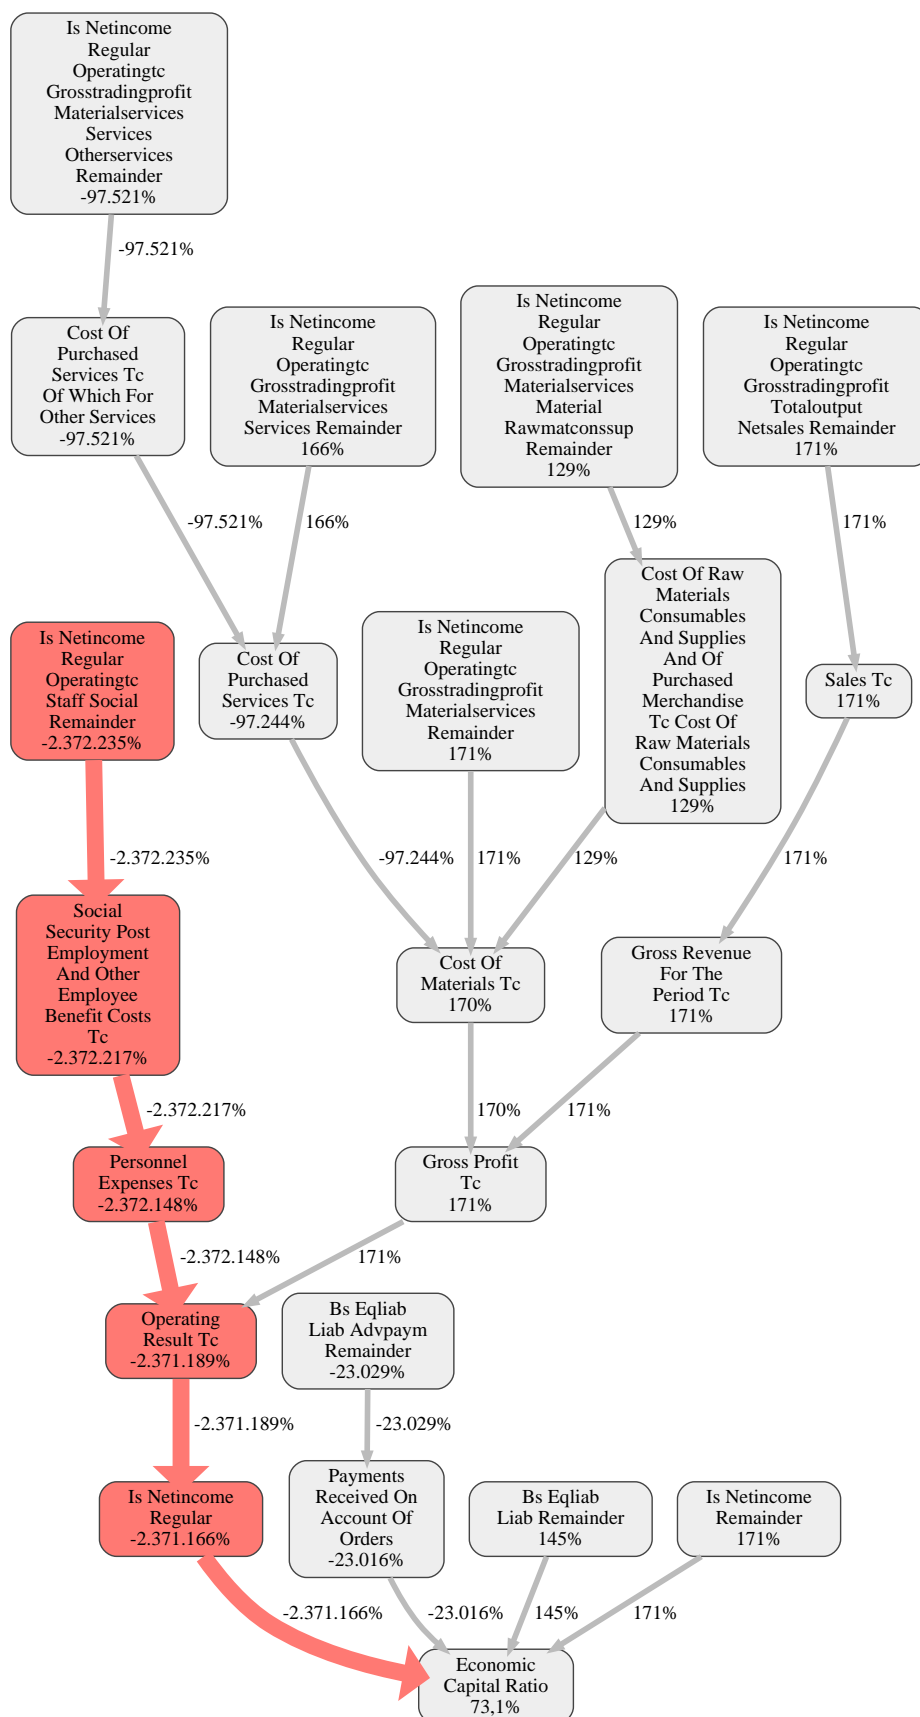 Is Netincome
Regular
Operatingtc
Grosstradingprofit
Materialservices
Services
Otherservices
Remainder
-97.521%
-97.521%
Cost Of
Purchased
Services Tc
Of Which For
Other Services
-97.521%
Is Netincome
Regular
Operatingtc
Grosstradingprofit
Materialservices
Services Remainder
166%
Is Netincome
Regular
Operatingtc
Grosstradingprofit
Materialservices
Material
Rawmatconssup
Remainder
129%
Is Netincome
Regular
Operatingtc
Grosstradingprofit
Totaloutput
Netsales Remainder
171%
-97.521%
166%
129%
171%
Is Netincome
Regular
Operatingtc
Staff Social
Remainder
-2.372.235%
Cost Of
Purchased
Services Tc
-97.244%
Is Netincome
Regular
Operatingtc
Grosstradingprofit
Materialservices
Remainder
171%
Cost Of Raw
Materials
Consumables
And Supplies
And Of
Purchased
Merchandise
Tc Cost Of
Raw Materials
Consumables
And Supplies
129%
Sales Tc
171%
-2.372.235%
-97.244%
171%
129%
171%
Social
Security Post
Employment
And Other
Employee
Benefit Costs
Tc
-2.372.217%
Cost Of
Materials Tc
170%
Gross Revenue
For The
Period Tc
171%
-2.372.217%
170%
171%
Personnel
Expenses Tc
-2.372.148%
Gross Profit
Tc
171%
-2.372.148%
171%
Operating
Result Tc
-2.371.189%
Bs Eqliab
Liab Advpaym
Remainder
-23.029%
-2.371.189%
-23.029%
Is Netincome
Regular
-2.371.166%
Payments
Received On
Account Of
Orders
-23.016%
Bs Eqliab
Liab Remainder
145%
Is Netincome
Remainder
171%
-2.371.166%
-23.016%
145%
171%
Economic
Capital Ratio
73,1%